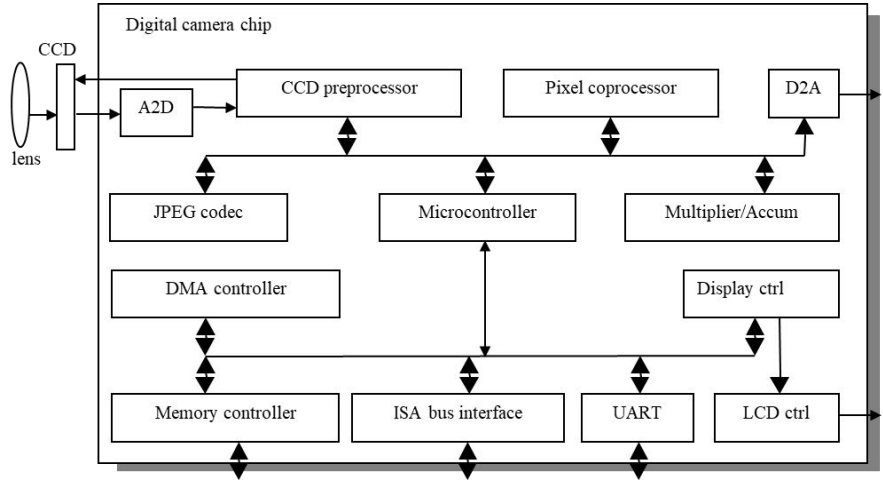 Digital camera chip
CCD
lens
A2D
CCD preprocessor
Pixel coprocessor
D2A
JPEG codec
Microcontroller
Multiplier/Accum
DMA controller
Display ctrl
Memory controller
ISA bus interface
UART
LCD ctrl